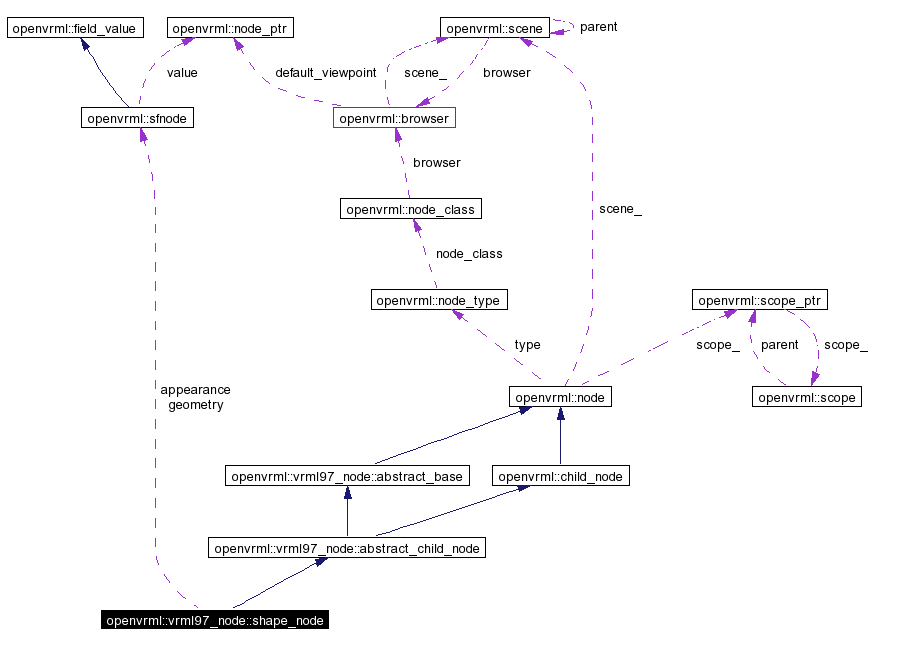 openvrml::field_value
openvrml::node_ptr
openvrml::scene
parent
value
default_viewpoint
scene_
browser
openvrml::sfnode
openvrml::browser
browser
openvrml::node_class
scene_
node_class
openvrml::node_type
openvrml::scope_ptr
type
scope_
parent
scope_
appearance
geometry
openvrml::node
openvrml::scope
openvrml::vrml97_node::abstract_base
openvrml::child_node
openvrml::vrml97_node::abstract_child_node
openvrml::vrml97_node::shape_node